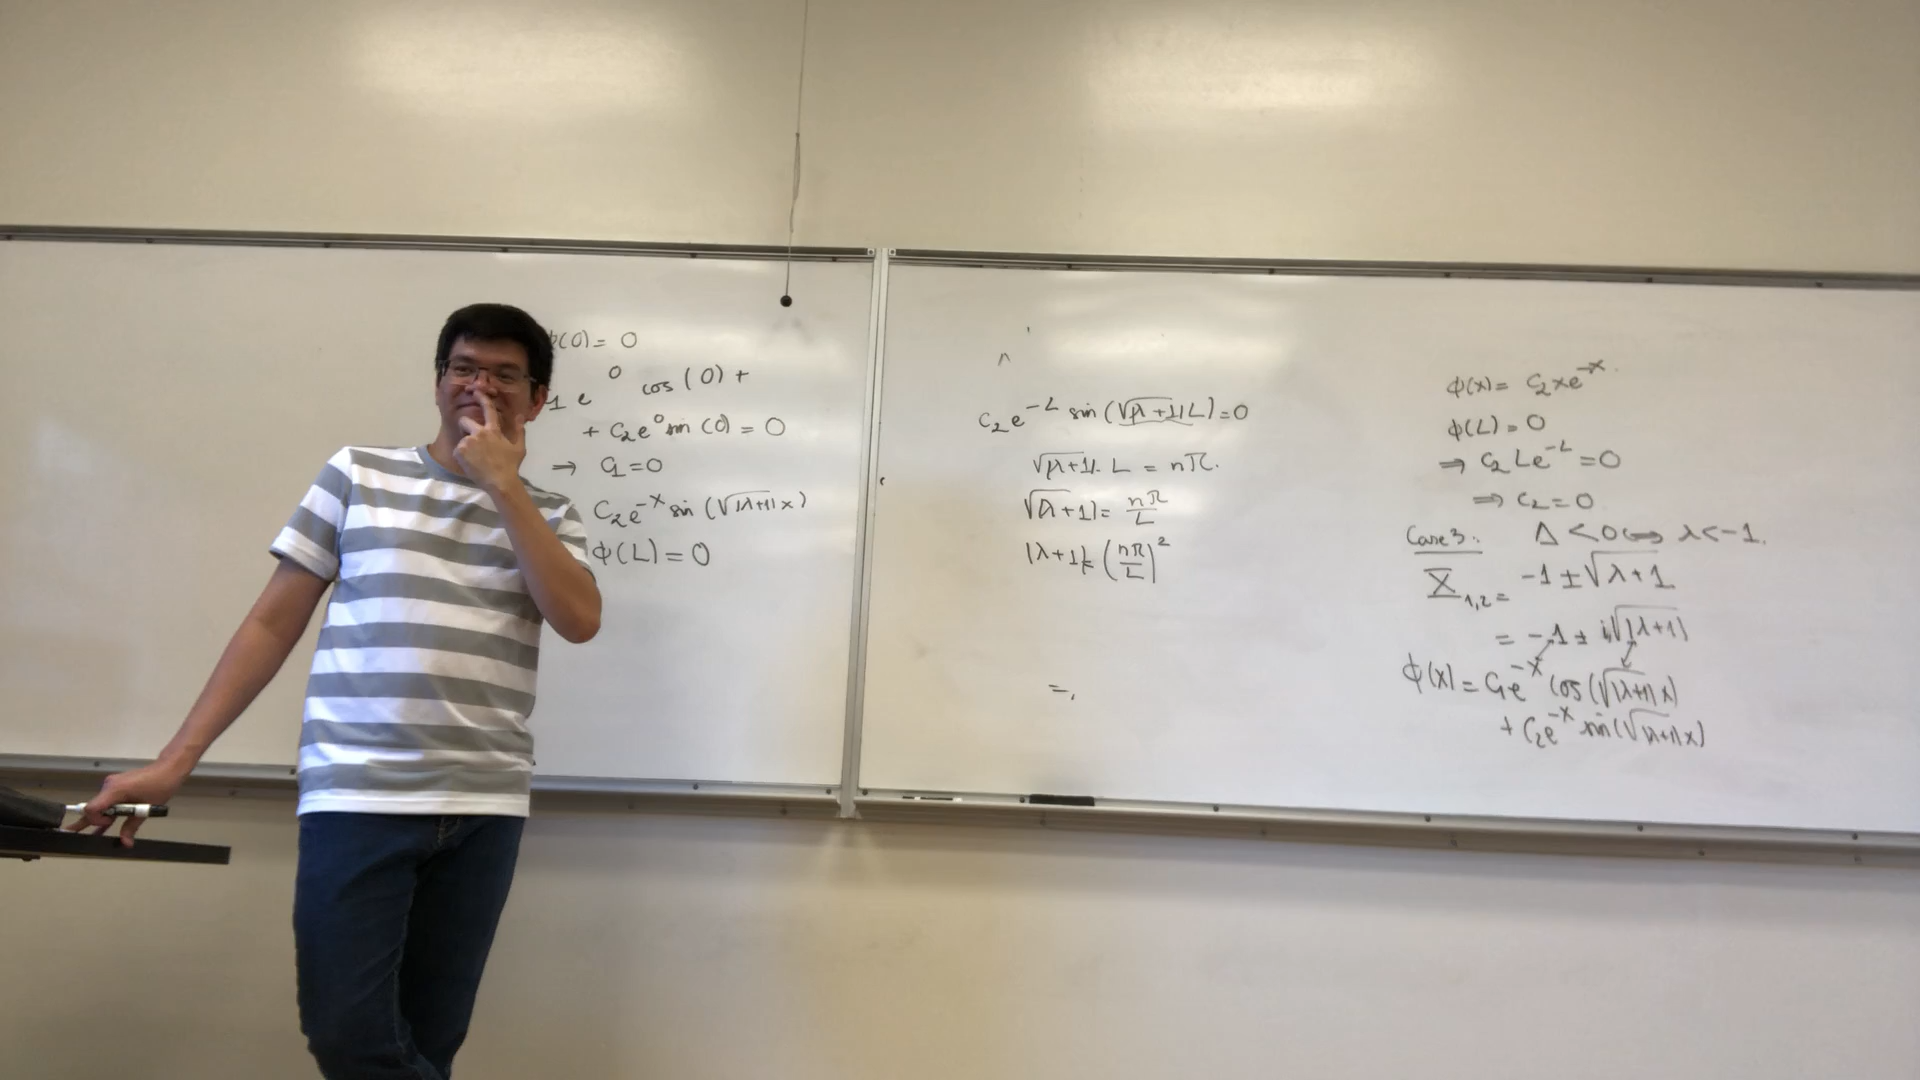 ϕ(0) = 0
1 e^0 cos(0) +
+ C₂e^0 sin(0) = 0
⇒ C₁=0
C₂e^-x sin(√|λ+1| x)
ϕ(L) = 0
C₂e^-L sin(√|λ+1| L)=0
√|λ+1|· L = nπ.
√|λ+1| = nπ/L
|λ+1| = (nπ/L)²
=,
ϕ(x) = C₂xe^-x.
ϕ(L) = 0
⇒ C₂Le^-L = 0
⇒ C₂=0
Case 3. Δ < 0 ⟺ λ<-1.
X₁,₂ = -1 ± √λ+1
= -1 ± i√|λ+1|
ϕ(x) = C₁e^-x cos(√|λ+1| x)
+ C₂e^-x sin(√|λ+1| x)